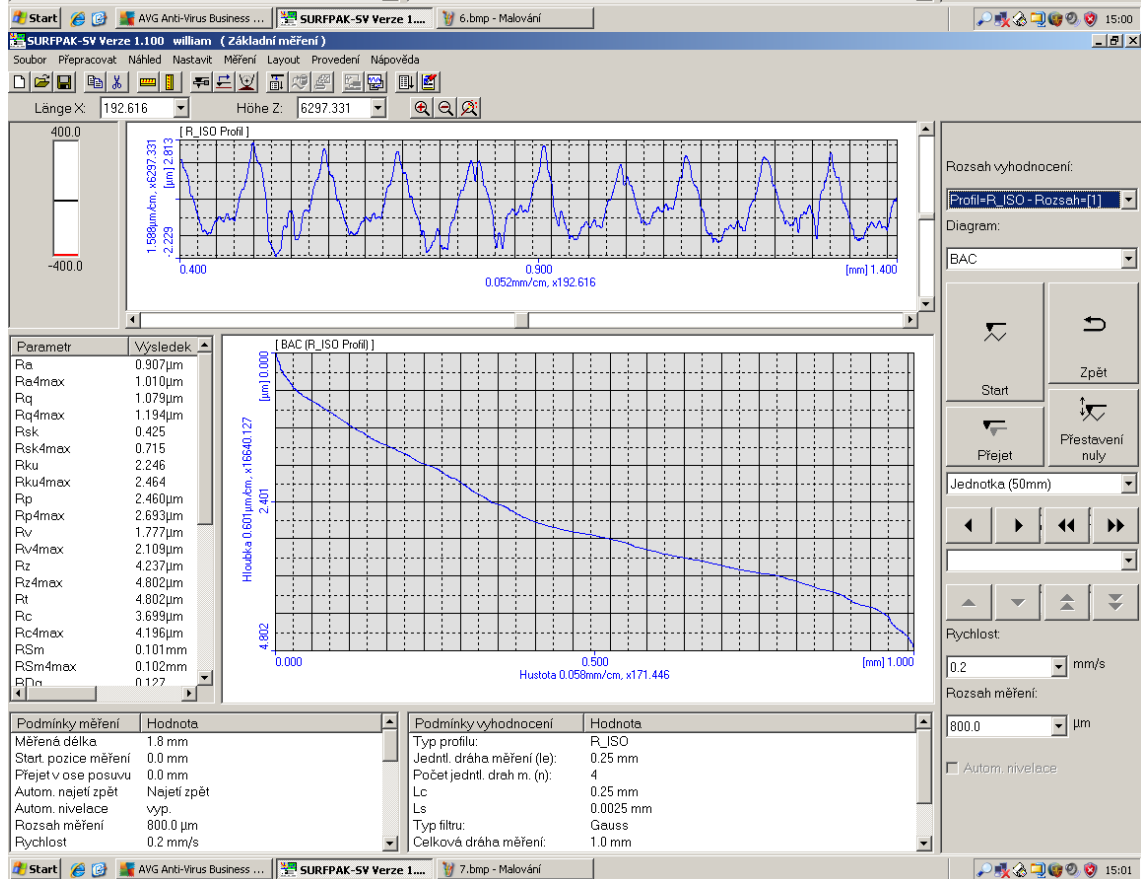 Start AVG Anti-Virus Business ... SURFPAK-SV Verze 1.... 6.bmp - Malování 15:00
SURFPAK-SV Verze 1.100 william ( Základní měření )
Soubor Přepracovat Náhled Nastavit Měření Layout Provedení Nápověda
Länge X: 192.616 Höhe Z: 6297.331
400.0
-400.0
[ R_ISO Profil ]
1.588µm/cm, x6297.331
-2.229 [µm] 2.813
0.400 0.900 [mm] 1.400
0.052mm/cm, x192.616
Parametr Výsledek
Ra 0.907µm
Ra4max 1.010µm
Rq 1.079µm
Rq4max 1.194µm
Rsk 0.425
Rsk4max 0.715
Rku 2.246
Rku4max 2.464
Rp 2.460µm
Rp4max 2.693µm
Rv 1.777µm
Rv4max 2.109µm
Rz 4.237µm
Rz4max 4.802µm
Rt 4.802µm
Rc 3.699µm
Rc4max 4.196µm
RSm 0.101mm
RSm4max 0.102mm
RDq 0.127
[ BAC (R_ISO Profil) ]
Hloubka 0.601µm/cm, x16640.127
4.802 2.401 [µm] 0.000
0.000 0.500 [mm] 1.000
Hustota 0.058mm/cm, x171.446
Podmínky měření Hodnota
Měřená délka 1.8 mm
Start. pozice měření 0.0 mm
Přejet v ose posuvu 0.0 mm
Autom. najetí zpět Najetí zpět
Autom. nivelace vyp.
Rozsah měření 800.0 µm
Rychlost 0.2 mm/s
Podmínky vyhodnocení Hodnota
Typ profilu: R_ISO
Jedntl. dráha měření (le): 0.25 mm
Počet jedntl. drah m. (n): 4
Lc 0.25 mm
Ls 0.0025 mm
Typ filtru: Gauss
Celková dráha měření: 1.0 mm
Rozsah vyhodnocení:
Profil=R_ISO - Rozsah=[1]
Diagram:
BAC
Start
Zpět
Přejet
Přestavení
nuly
Jednotka (50mm)
Rychlost:
0.2 mm/s
Rozsah měření:
800.0 µm
Autom. nivelace
Start AVG Anti-Virus Business ... SURFPAK-SV Verze 1.... 7.bmp - Malování 15:01